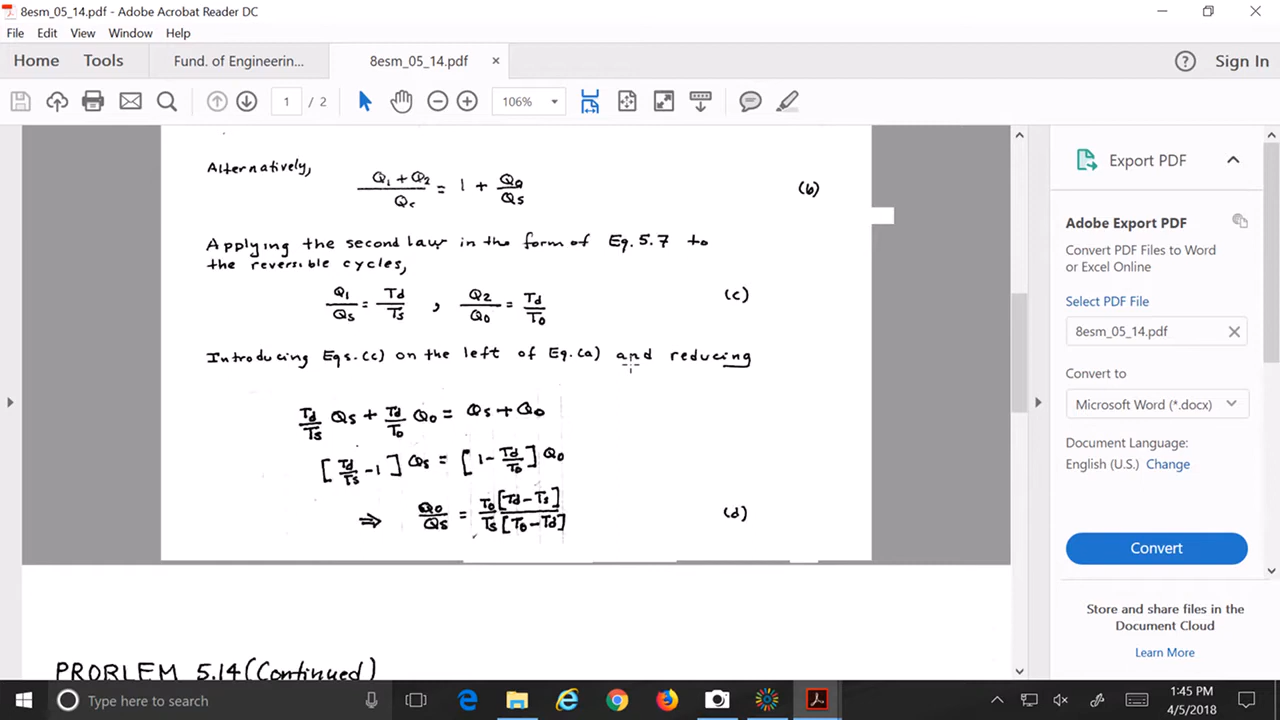 8esm_05_14.pdf - Adobe Acrobat Reader DC
File Edit View Window Help
Home Tools Fund. of Engineerin... 8esm_05_14.pdf × Sign In
1 / 2 106%
Alternatively,
(Q1 + Q2)/Qs = 1 + Q0/Qs (b)
Applying the second law in the form of Eq. 5.7 to
the reversible cycles,
Q1/Qs = Td/Ts , Q2/Q0 = Td/T0 (c)
Introducing Eqs. (c) on the left of Eq. (a) and reducing
Td/Ts Qs + Td/T0 Q0 = Qs + Q0
[Td/Ts - 1] Qs = [1 - Td/T0] Q0
⇒ Q0/Qs = T0[Td - Ts]/Ts[T0 - Td] (d)
PROBLEM 5.14 (Continued)
Export PDF
Adobe Export PDF
Convert PDF Files to Word
or Excel Online
Select PDF File
8esm_05_14.pdf
Convert to
Microsoft Word (*.docx)
Document Language:
English (U.S.) Change
Convert
Store and share files in the
Document Cloud
Learn More
Type here to search
1:45 PM
4/5/2018